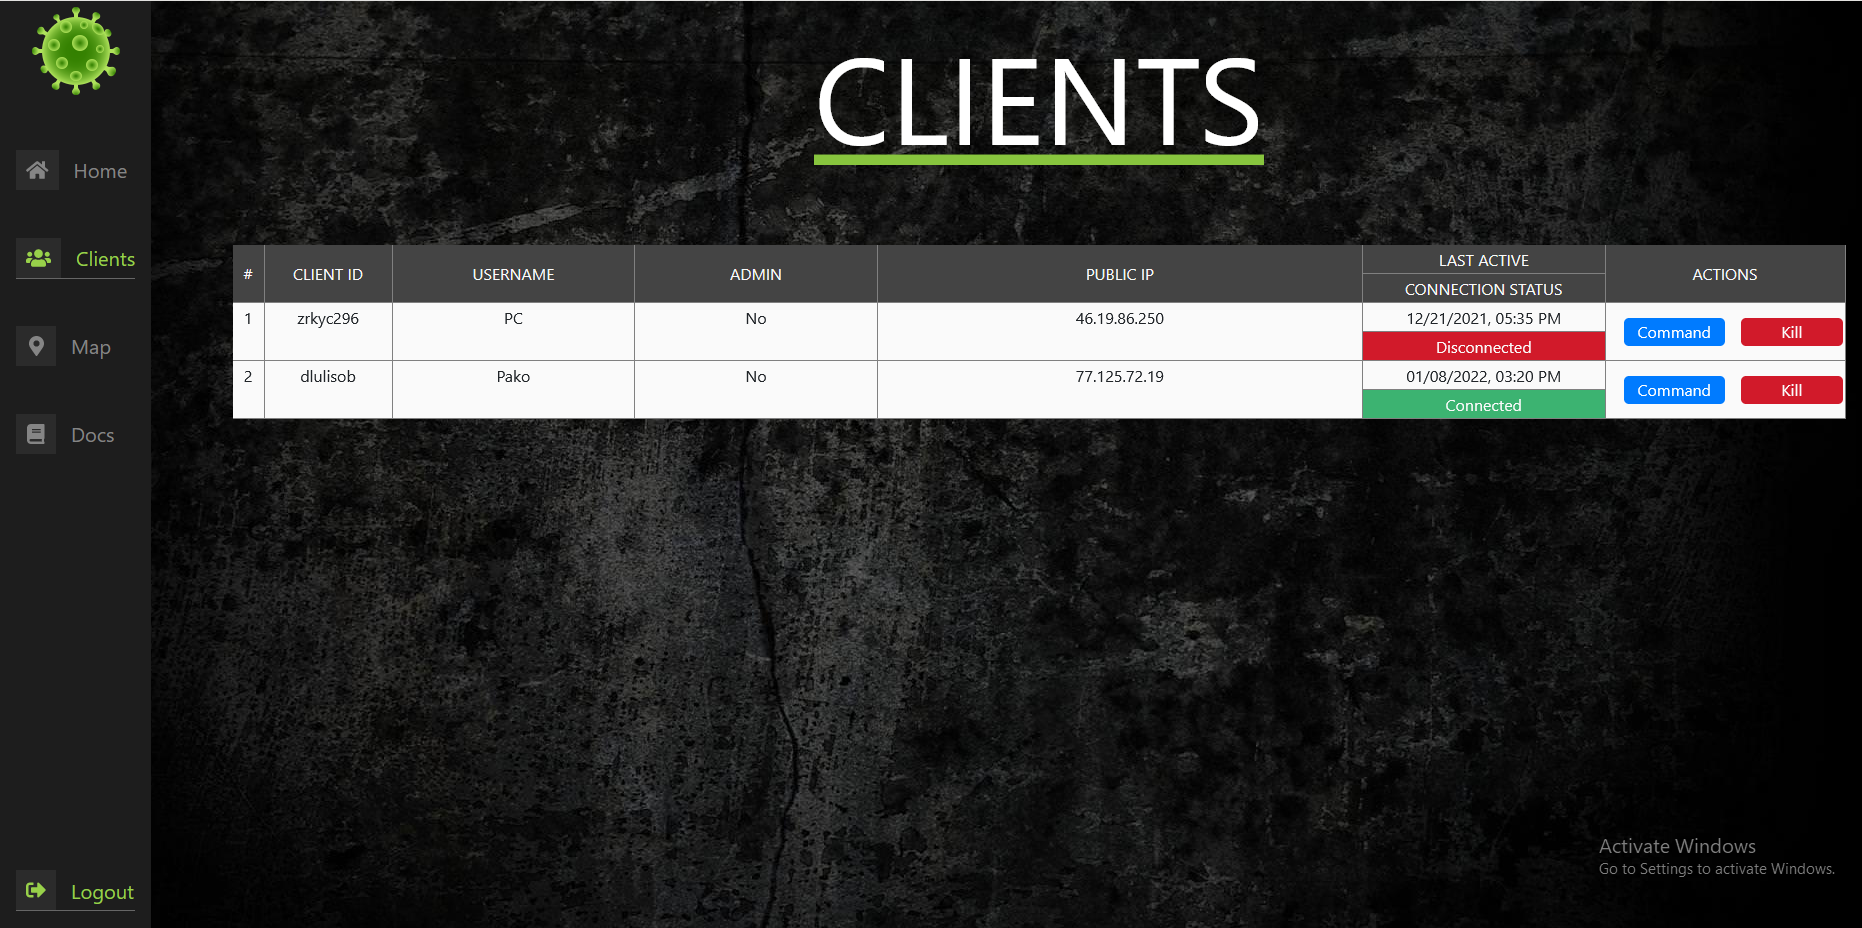 CLIENTS
Home
Clients
Map
Docs
Logout
# CLIENT ID USERNAME ADMIN PUBLIC IP LAST ACTIVE ACTIONS
CONNECTION STATUS
1 zrkyc296 PC No 46.19.86.250 12/21/2021, 05:35 PM Command Kill
Disconnected
2 dlulisob Pako No 77.125.72.19 01/08/2022, 03:20 PM Command Kill
Connected
Activate Windows
Go to Settings to activate Windows.